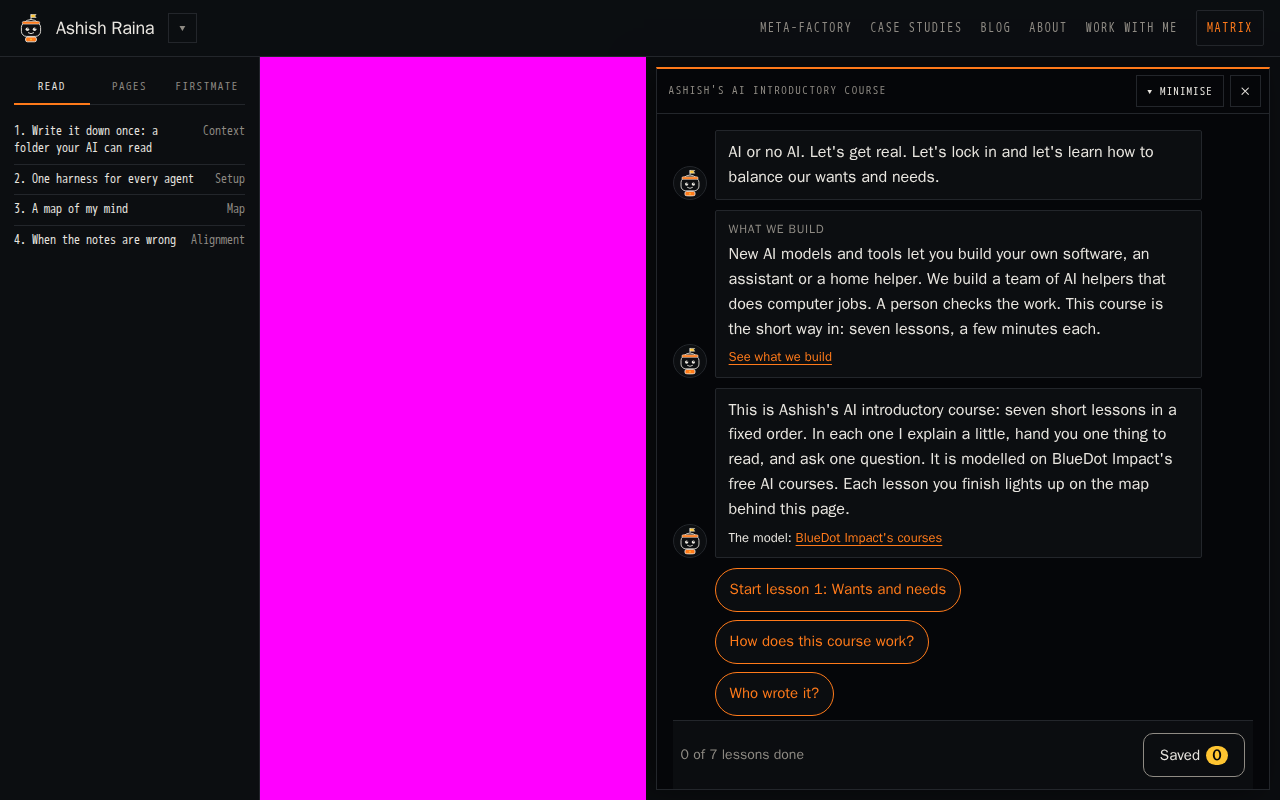 Ashish Raina
▾
META-FACTORY
CASE STUDIES
BLOG
ABOUT
WORK WITH ME
MATRIX
READ
PAGES
FIRSTMATE
1. Write it down once: a
folder your AI can read
Context
2. One harness for every agent
Setup
3. A map of my mind
Map
4. When the notes are wrong
Alignment
ASHISH'S AI INTRODUCTORY COURSE
▾ MINIMISE
×
AI or no AI. Let's get real. Let's lock in and let's learn how to
balance our wants and needs.
WHAT WE BUILD
New AI models and tools let you build your own software, an
assistant or a home helper. We build a team of AI helpers that
does computer jobs. A person checks the work. This course is
the short way in: seven lessons, a few minutes each.
See what we build
This is Ashish's AI introductory course: seven short lessons in a
fixed order. In each one I explain a little, hand you one thing to
read, and ask one question. It is modelled on BlueDot Impact's
free AI courses. Each lesson you finish lights up on the map
behind this page.
The model: BlueDot Impact's courses
Start lesson 1: Wants and needs
How does this course work?
Who wrote it?
0 of 7 lessons done
Saved 0